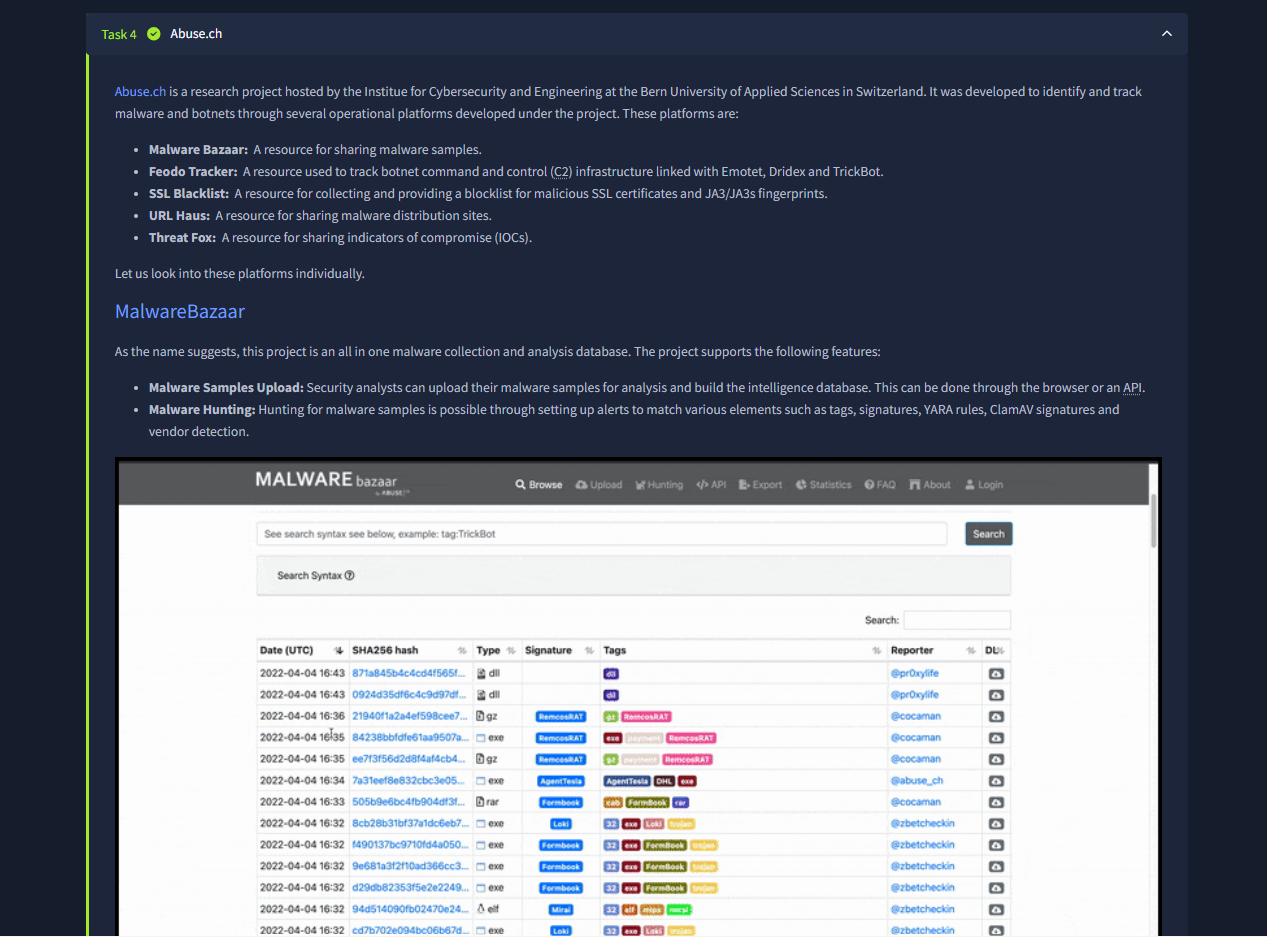 Task 4 Abuse.ch
Abuse.ch is a research project hosted by the Institue for Cybersecurity and Engineering at the Bern University of Applied Sciences in Switzerland. It was developed to identify and track
malware and botnets through several operational platforms developed under the project. These platforms are:
• Malware Bazaar: A resource for sharing malware samples.
• Feodo Tracker: A resource used to track botnet command and control (C2) infrastructure linked with Emotet, Dridex and TrickBot.
• SSL Blacklist: A resource for collecting and providing a blocklist for malicious SSL certificates and JA3/JA3s fingerprints.
• URL Haus: A resource for sharing malware distribution sites.
• Threat Fox: A resource for sharing indicators of compromise (IOCs).
Let us look into these platforms individually.
MalwareBazaar
As the name suggests, this project is an all in one malware collection and analysis database. The project supports the following features:
• Malware Samples Upload: Security analysts can upload their malware samples for analysis and build the intelligence database. This can be done through the browser or an API.
• Malware Hunting: Hunting for malware samples is possible through setting up alerts to match various elements such as tags, signatures, YARA rules, ClamAV signatures and
vendor detection.
MALWARE bazaar Browse Upload Hunting API Export Statistics FAQ About Login
by ABUSE
See search syntax see below, example: tag:TrickBot Search
Search Syntax
Search:
Date (UTC) SHA256 hash Type Signature Tags Reporter DL
2022-04-04 16:43 871a845b4c4cd4f565f... dll dll @pr0xylife
2022-04-04 16:43 0924d35df6c4c9d97df... dll dll @pr0xylife
2022-04-04 16:36 21940f1a2a4ef598cee7... gz RemcosRAT gz RemcosRAT @cocaman
2022-04-04 16:35 84238bbfdfe61aa9507a... exe RemcosRAT exe payment RemcosRAT @cocaman
2022-04-04 16:35 ee7f3f56d2d8f4af4cb4... gz RemcosRAT gz payment RemcosRAT @cocaman
2022-04-04 16:34 7a31eef8e832cbc3e05... exe AgentTesla AgentTesla DHL exe @abuse_ch
2022-04-04 16:33 505b9e6bc4fb904df3f... rar Formbook cab FormBook rar @cocaman
2022-04-04 16:32 8cb28b31bf37a1dc6eb7... exe Loki 32 exe Loki trojan @zbetcheckin
2022-04-04 16:32 f490137bc9710fd4a050... exe Formbook 32 exe FormBook trojan @zbetcheckin
2022-04-04 16:32 9e681a3f2f10ad366cc3... exe Formbook 32 exe FormBook trojan @zbetcheckin
2022-04-04 16:32 d29db82353f5e2e2249... exe Formbook 32 exe FormBook trojan @zbetcheckin
2022-04-04 16:32 94d514090fb02470e24... elf Mirai 32 elf mips @zbetcheckin
2022-04-04 16:32 cd7b702e094bc06b67d... exe Loki 32 exe Loki trojan @zbetcheckin